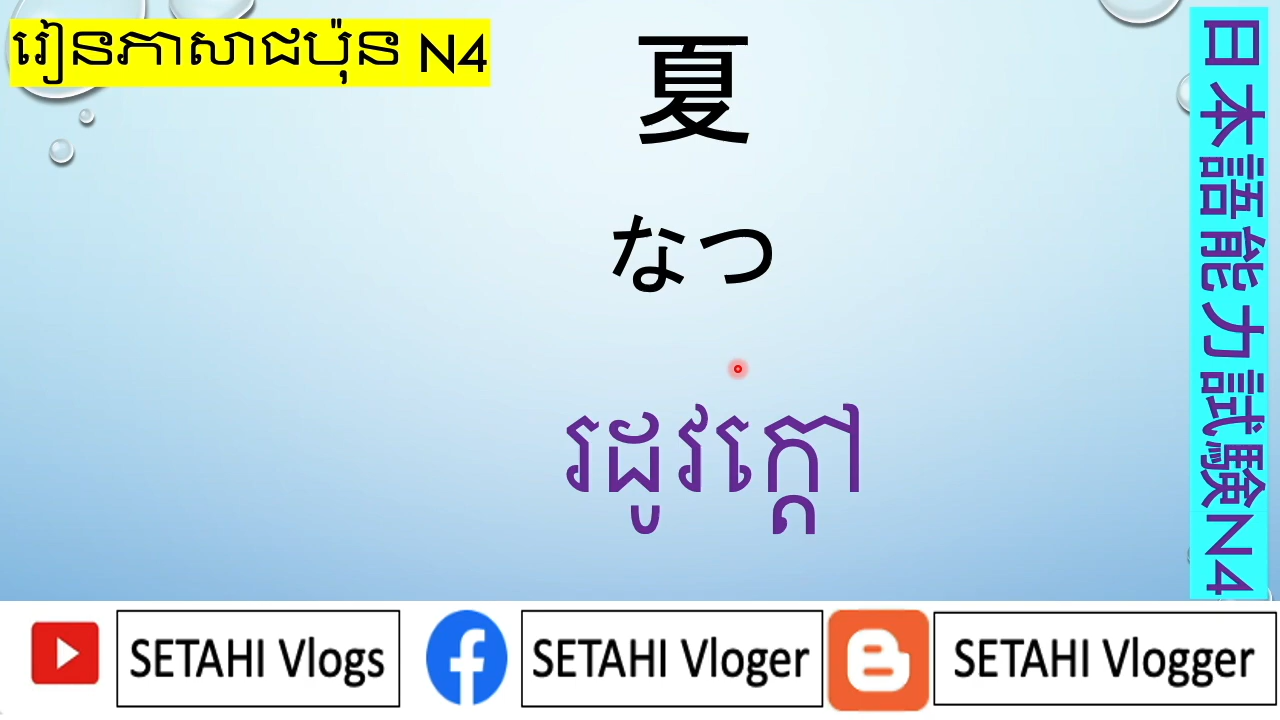 រៀនភាសាជប៉ុន N4
夏
なつ
រដូវក្តៅ
日本語能力試験N4
SETAHI Vlogs
SETAHI Vloger
SETAHI Vlogger